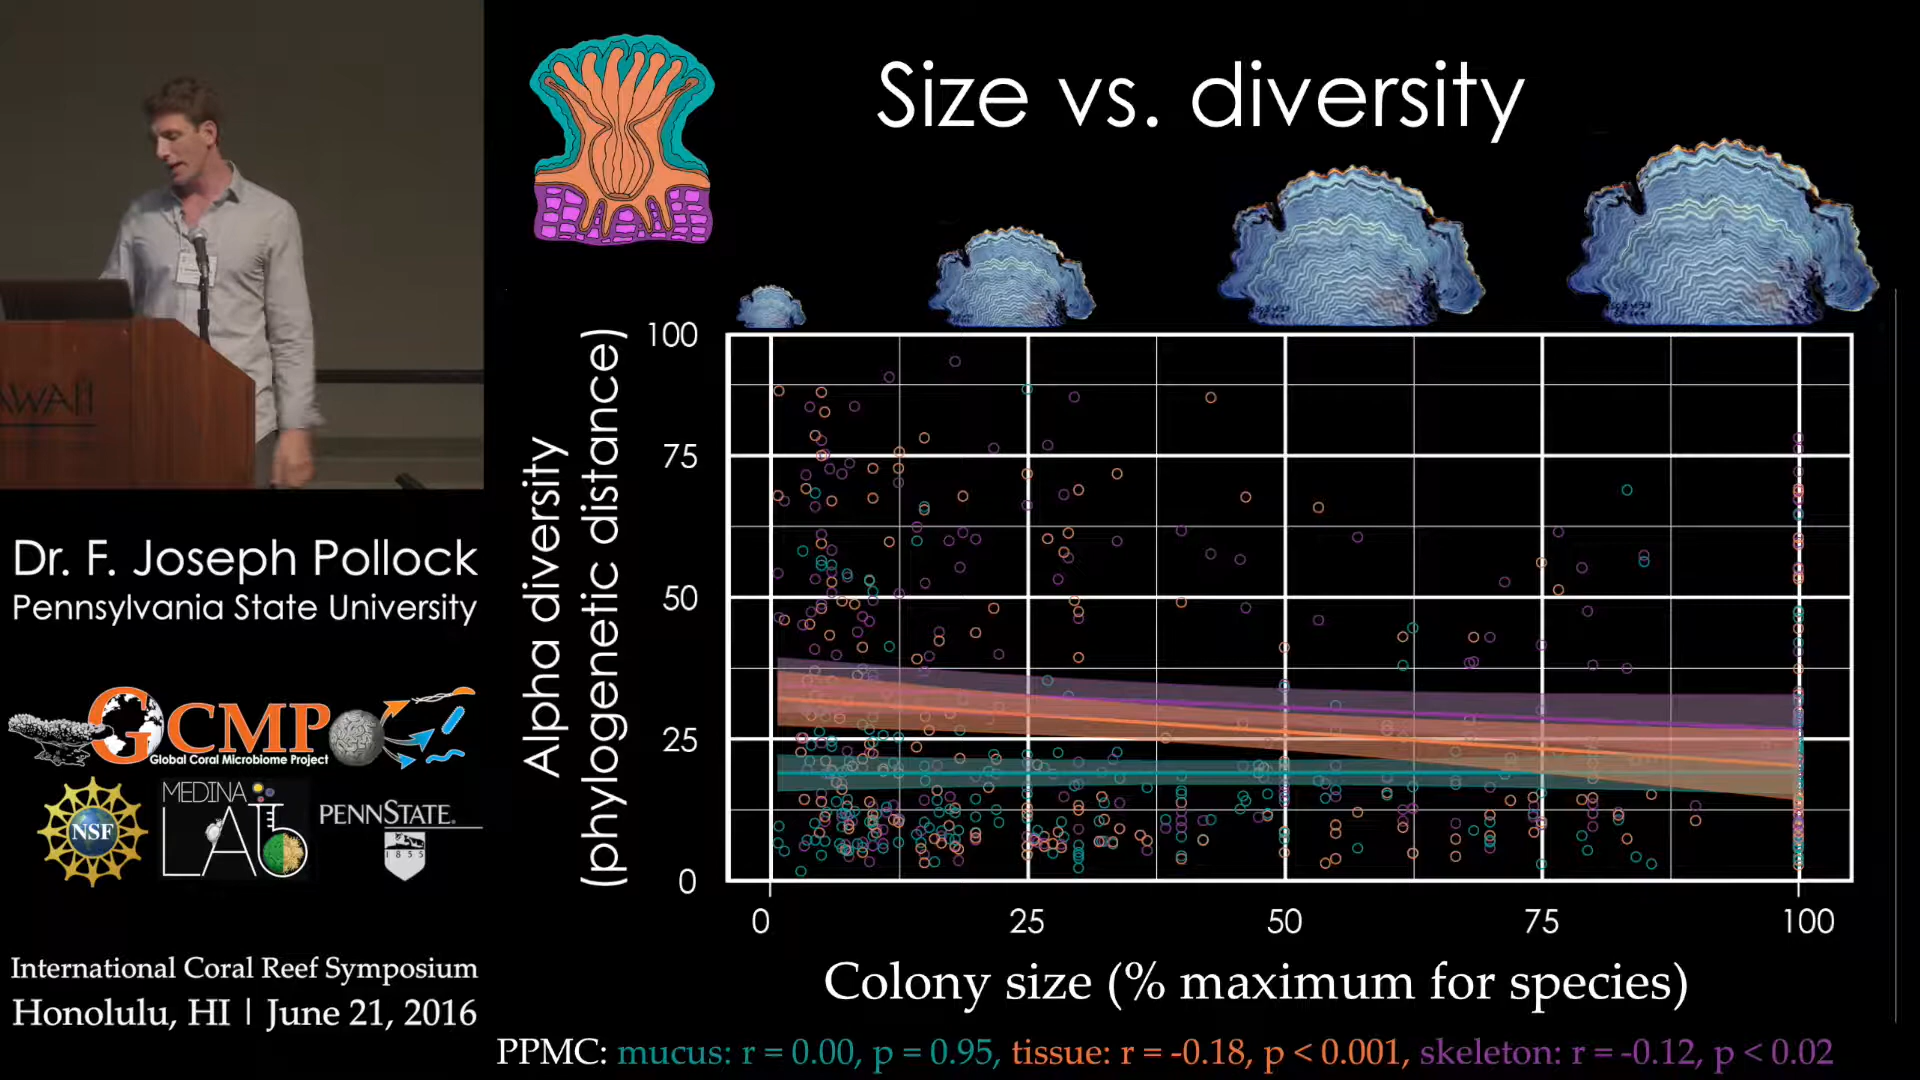 Size vs. diversity
AWAII
Dr. F. Joseph Pollock
Pennsylvania State University
GCMP
Global Coral Microbiome Project
NSF
MEDINA
LAb
PENNSTATE.
1855
International Coral Reef Symposium
Honolulu, HI | June 21, 2016
Alpha diversity
(phylogenetic distance)
100
75
50
25
0
0 25 50 75 100
Colony size (% maximum for species)
PPMC: mucus: r = 0.00, p = 0.95, tissue: r = -0.18, p < 0.001, skeleton: r = -0.12, p < 0.02